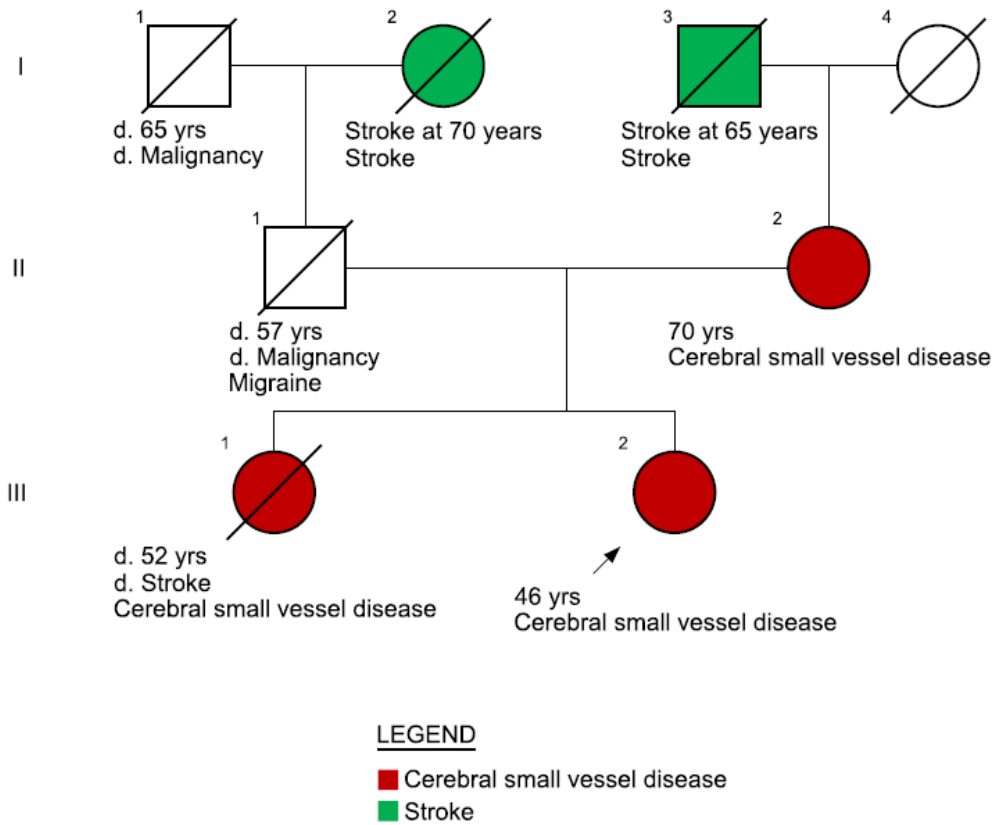 1
2
3
4
I
d. 65 yrs
d. Malignancy
Stroke at 70 years
Stroke
Stroke at 65 years
Stroke
1
2
II
d. 57 yrs
d. Malignancy
Migraine
70 yrs
Cerebral small vessel disease
1
2
III
d. 52 yrs
d. Stroke
Cerebral small vessel disease
46 yrs
Cerebral small vessel disease
LEGEND
Cerebral small vessel disease
Stroke